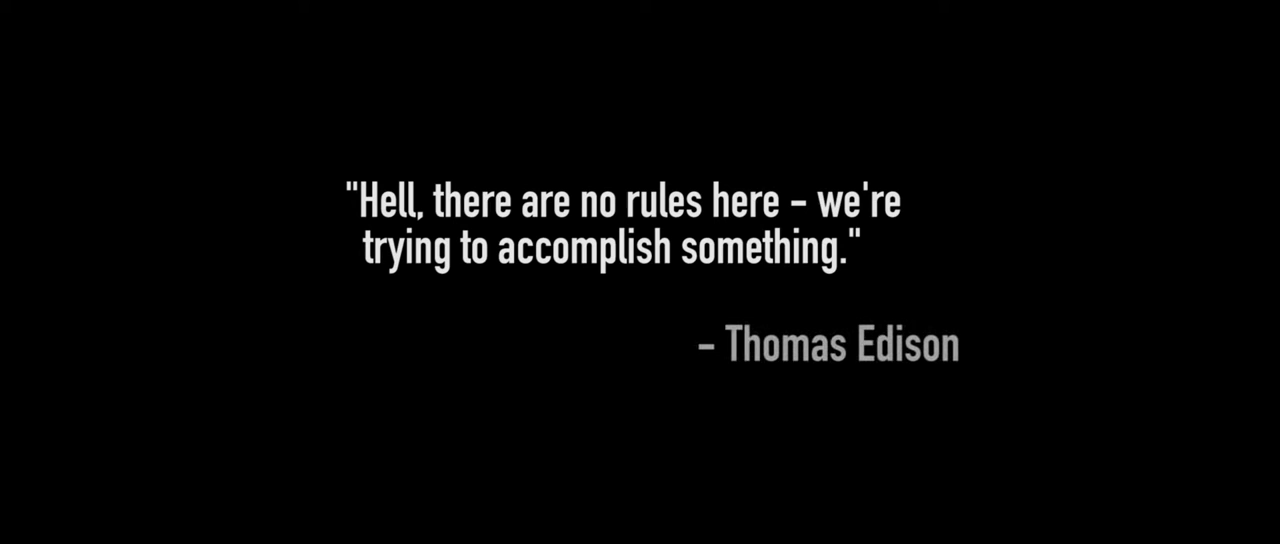 "Hell, there are no rules here - we're
trying to accomplish something."
- Thomas Edison